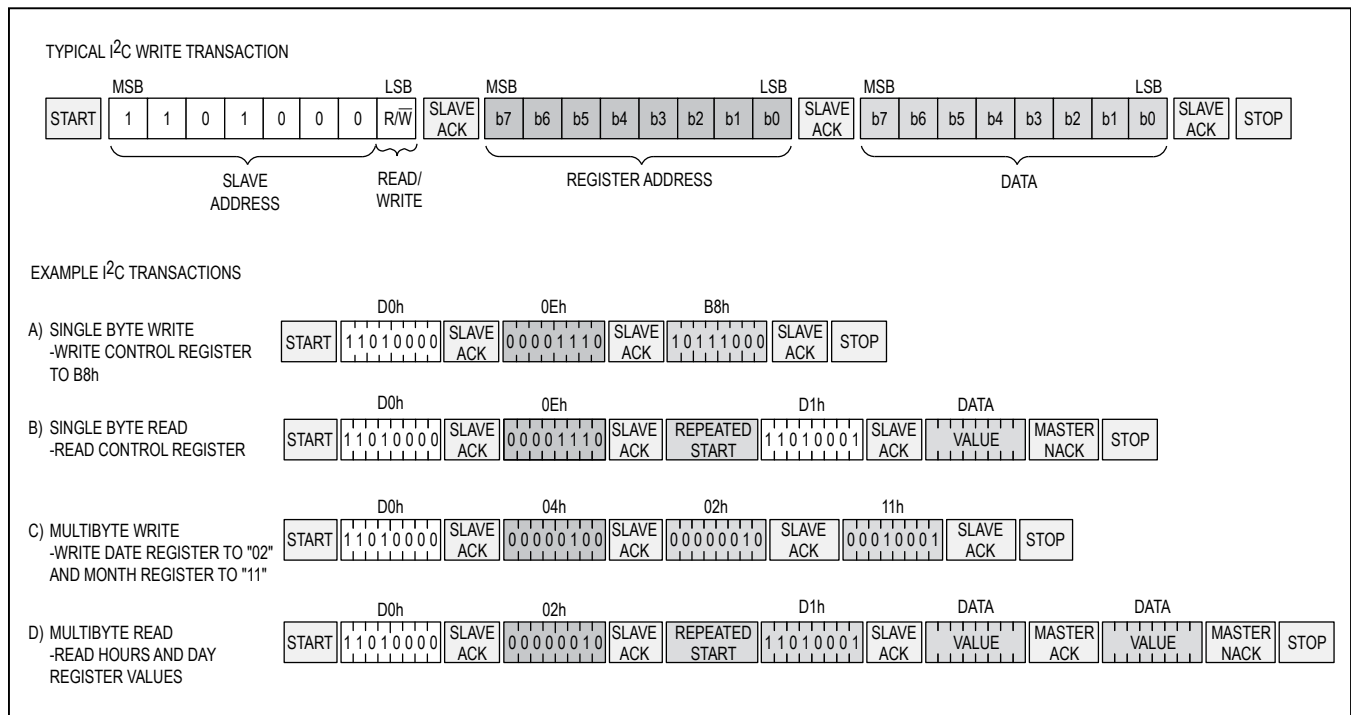 TYPICAL I2C WRITE TRANSACTION
MSB LSB MSB LSB MSB LSB
START 1 1 0 1 0 0 0 R/W̅ SLAVE ACK b7 b6 b5 b4 b3 b2 b1 b0 SLAVE ACK b7 b6 b5 b4 b3 b2 b1 b0 SLAVE ACK STOP
SLAVE ADDRESS READ/WRITE REGISTER ADDRESS DATA
EXAMPLE I2C TRANSACTIONS
D0h 0Eh B8h
A) SINGLE BYTE WRITE
-WRITE CONTROL REGISTER
TO B8h
START 11010000 SLAVE ACK 00001110 SLAVE ACK 10111000 SLAVE ACK STOP
D0h 0Eh D1h DATA
B) SINGLE BYTE READ
-READ CONTROL REGISTER
START 11010000 SLAVE ACK 00001110 SLAVE ACK REPEATED START 11010001 SLAVE ACK VALUE MASTER NACK STOP
D0h 04h 02h 11h
C) MULTIBYTE WRITE
-WRITE DATE REGISTER TO "02"
AND MONTH REGISTER TO "11"
START 11010000 SLAVE ACK 00000100 SLAVE ACK 00000010 SLAVE ACK 00010001 SLAVE ACK STOP
D0h 02h D1h DATA DATA
D) MULTIBYTE READ
-READ HOURS AND DAY
REGISTER VALUES
START 11010000 SLAVE ACK 00000010 SLAVE ACK REPEATED START 11010001 SLAVE ACK VALUE MASTER ACK VALUE MASTER NACK STOP